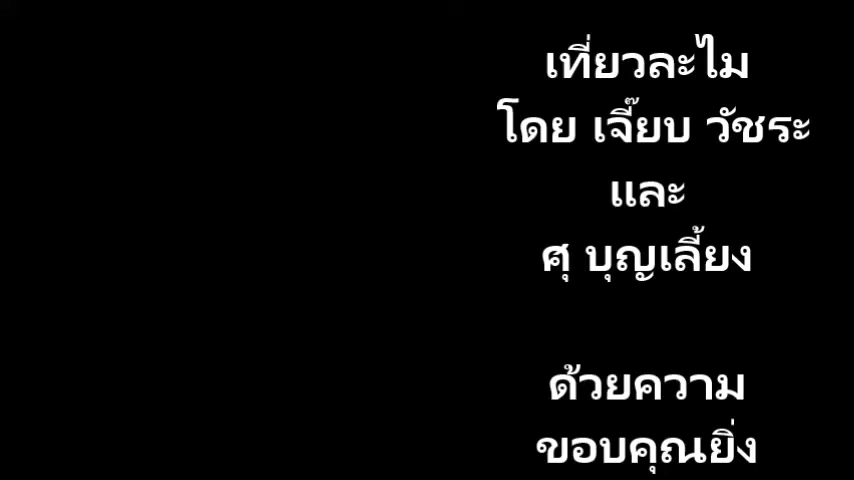 เที่ยวละไม
โดย เจี๊ยบ วัชระ
และ
ศุ บุญเลี้ยง
ด้วยความ
ขอบคุณยิ่ง